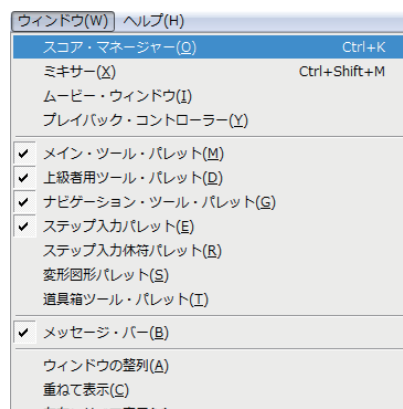 ウィンドウ(W) ヘルプ(H)
スコア・マネージャー(O) Ctrl+K
ミキサー(X) Ctrl+Shift+M
ムービー・ウィンドウ(I)
プレイバック・コントローラー(Y)
メイン・ツール・パレット(M)
上級者用ツール・パレット(D)
ナビゲーション・ツール・パレット(G)
ステップ入力パレット(E)
ステップ入力休符パレット(R)
変形図形パレット(S)
道具箱ツール・パレット(T)
メッセージ・バー(B)
ウィンドウの整列(A)
重ねて表示(C)